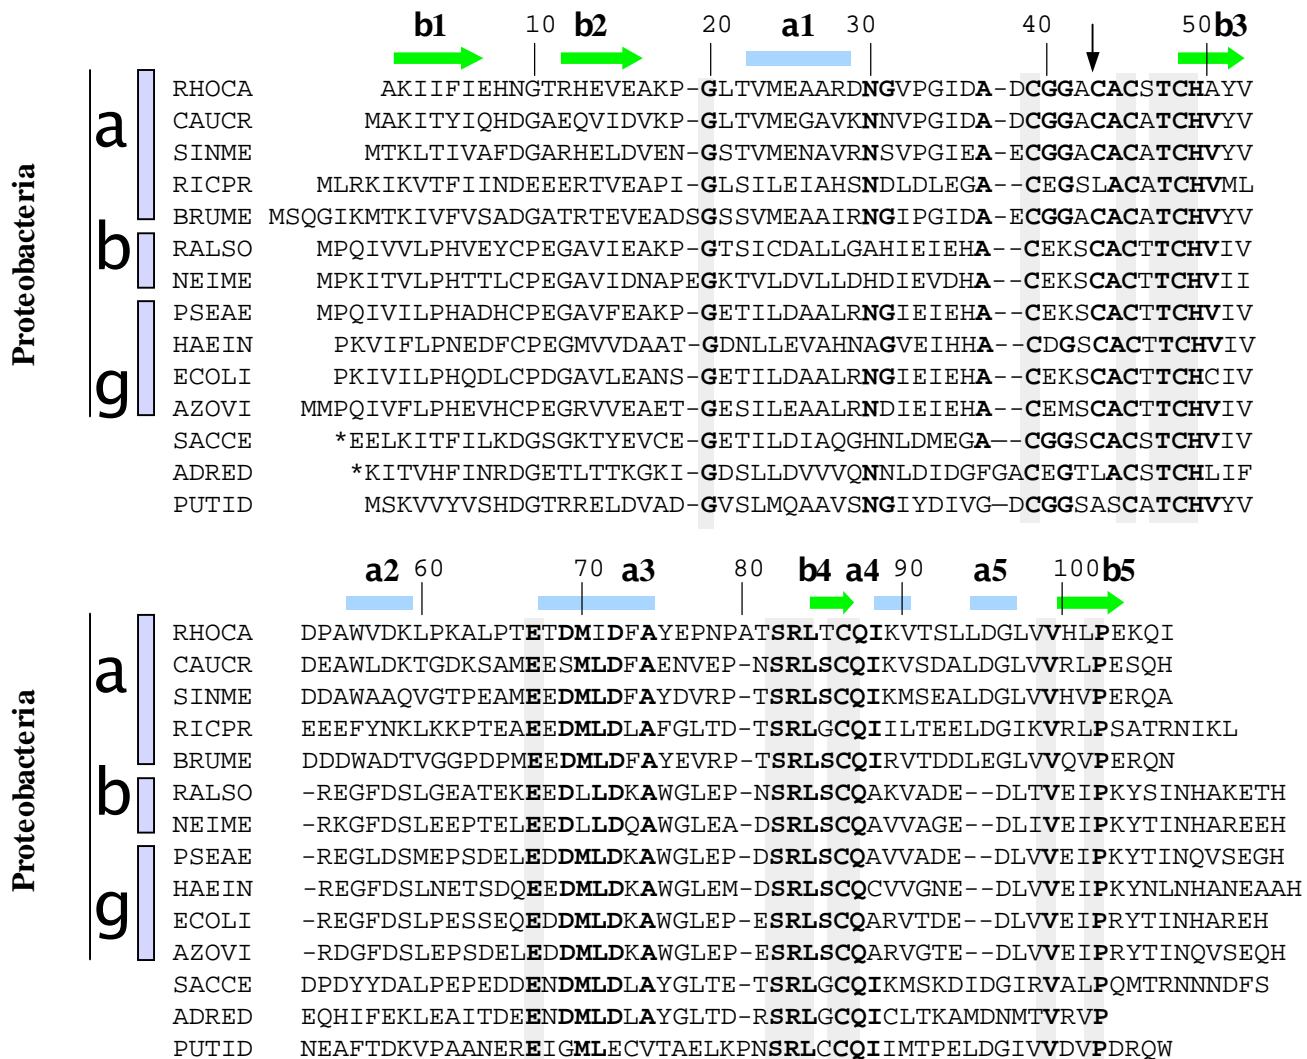 b1 10 b2 20 a1 30 40 50 b3
Proteobacteria
a
b
g
RHOCA AKIIFIEHNGTRHEVEAKP-GLTVMEAARDNGVPGIDA-DCGGACACSTCHAYV
CAUCR MAKITYIQHDGAEQVIDVKP-GLTVMEGAVKNNVPGIDA-DCGGACACATCHVYV
SINME MTKLTIVAFDGARHELDVEN-GSTVMENAVRNSVPGIEA-ECGGACACATCHVYV
RICPR MLRKIKVTFIINDEEERTVEAPI-GLSILEIAHSNDLDLEGA--CEGSLACATCHVML
BRUME MSQGIKMTKIVFVSADGATRTEVEADSGSSVMEAAIRNGIPGIDA-ECGGACACATCHVYV
RALSO MPQIVVLPHVEYCPEGAVIEAKP-GTSICDALLGAHIEIEHA--CEKSCACTTCHVIV
NEIME MPKITVLPHTTLCPEGAVIDNAPEGKTVLDVLLDHDIEVDHA--CEKSCACTTCHVII
PSEAE MPQIVILPHADHCPEGAVFEAKP-GETILDAALRNGIEIEHA--CEKSCACTTCHVIV
HAEIN PKVIFLPNEDFCPEGMVVDAAT-GDNLLEVAHNAGVEIHHA--CDGSCACTTCHVIV
ECOLI PKIVILPHQDLCPDGAVLEANS-GETILDAALRNGIEIEHA--CEKSCACTTCHCIV
AZOVI MMPQIVFLPHEVHCPEGRVVEAET-GESILEAALRNDIEIEHA--CEMSCACTTCHVIV
SACCE *EELKITFILKDGSGKTYEVCE-GETILDIAQGHNLDMEGA—-CGGSCACSTCHVIV
ADRED *KITVHFINRDGETLTTKGKI-GDSLLDVVVQNNLDIDGFGACEGTLACSTCHLIF
PUTID MSKVVYVSHDGTRRELDVAD-GVSLMQAAVSNGIYDIVG—DCGGSASCATCHVYV
a2 60 70 a3 80 b4 a4 90 a5 100 b5
Proteobacteria
a
b
g
RHOCA DPAWVDKLPKALPTETDMIDFAYEPNPATSRLTCQIKVTSLLDGLVVHLPEKQI
CAUCR DEAWLDKTGDKSAMEESMLDFAENVEP-NSRLSCQIKVSDALDGLVVRLPESQH
SINME DDAWAAQVGTPEAMEEDMLDFAYDVRP-TSRLSCQIKMSEALDGLVVHVPERQA
RICPR EEEFYNKLKKPTEAEEDMLDLAFGLTD-TSRLGCQIILTEELDGIKVRLPSATRNIKL
BRUME DDDWADTVGGPDPMEEDMLDFAYEVRP-TSRLSCQIRVTDDLEGLVVQVPERQN
RALSO -REGFDSLGEATEKEEDLLDKAWGLEP-NSRLSCQAKVADE--DLTVEIPKYSINHAKETH
NEIME -RKGFDSLEEPTELEEDLLDQAWGLEA-DSRLSCQAVVAGE--DLIVEIPKYTINHAREEH
PSEAE -REGLDSMEPSDELEDDMLDKAWGLEP-DSRLSCQAVVADE--DLVVEIPKYTINQVSEGH
HAEIN -REGFDSLNETSDQEEDMLDKAWGLEM-DSRLSCQCVVGNE--DLVVEIPKYNLNHANEAAH
ECOLI -REGFDSLPESSEQEDDMLDKAWGLEP-ESRLSCQARVTDE--DLVVEIPRYTINHAREH
AZOVI -RDGFDSLEPSDELEDDMLDKAWGLEP-ESRLSCQARVGTE--DLVVEIPRYTINQVSEQH
SACCE DPDYYDALPEPEDDENDMLDLAYGLTE-TSRLGCQIKMSKDIDGIRVALPQMTRNNNDFS
ADRED EQHIFEKLEAITDEENDMLDLAYGLTD-RSRLGCQICLTKAMDNMTVRVP
PUTID NEAFTDKVPAANEREIGMLECVTAELKPNSRLCCQIIMTPELDGIVVDVPDRQW